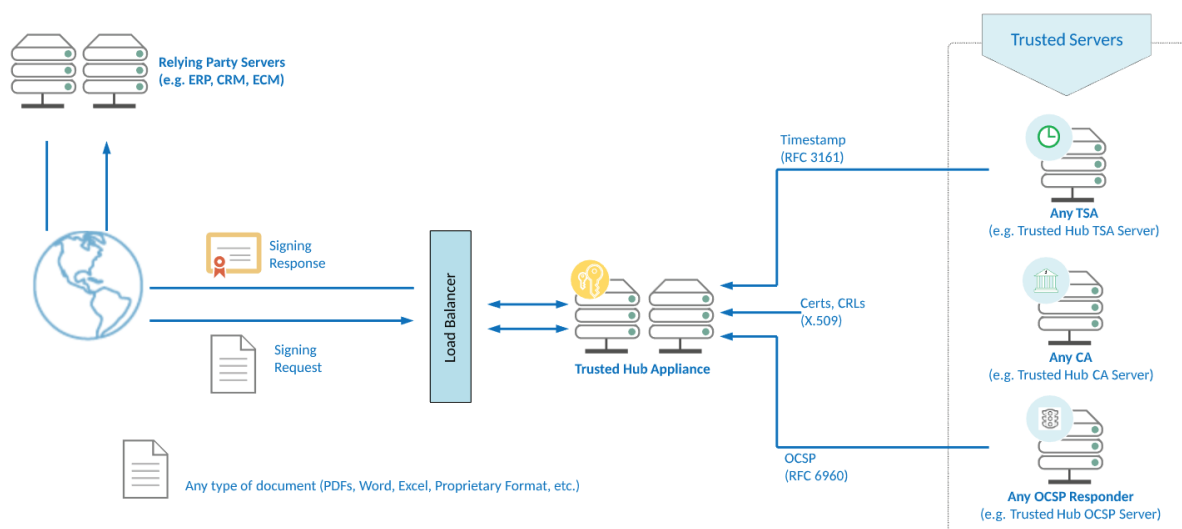 Trusted Servers
Relying Party Servers
(e.g. ERP, CRM, ECM)
Timestamp
(RFC 3161)
Any TSA
(e.g. Trusted Hub TSA Server)
Signing
Response
Load Balancer
Certs, CRLs
(X.509)
Signing
Request
Trusted Hub Appliance
Any CA
(e.g. Trusted Hub CA Server)
OCSP
(RFC 6960)
Any type of document (PDFs, Word, Excel, Proprietary Format, etc.)
Any OCSP Responder
(e.g. Trusted Hub OCSP Server)